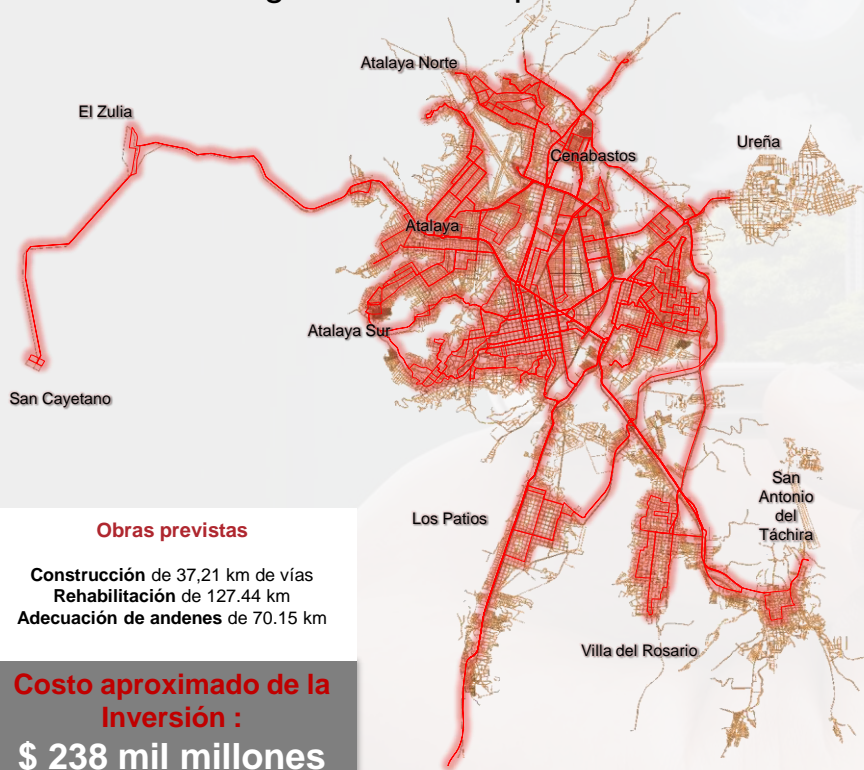 Atalaya Norte
El Zulia
Cenabastos
Ureña
Atalaya
Atalaya Sur
San Cayetano
San
Antonio
del
Táchira
Los Patios
Villa del Rosario
Obras previstas
Construcción de 37,21 km de vías
Rehabilitación de 127.44 km
Adecuación de andenes de 70.15 km
Costo aproximado de la
Inversión :
$ 238 mil millones